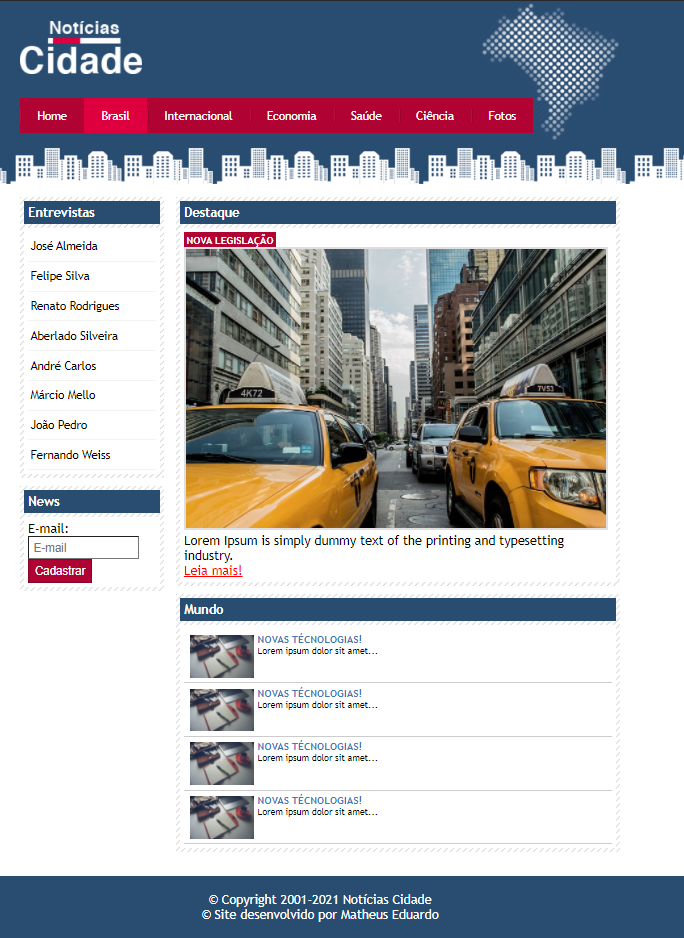 Notícias
Cidade
Home Brasil Internacional Economia Saúde Ciência Fotos
Entrevistas
José Almeida
Felipe Silva
Renato Rodrigues
Aberlado Silveira
André Carlos
Márcio Mello
João Pedro
Fernando Weiss
News
E-mail:
E-mail
Cadastrar
Destaque
NOVA LEGISLAÇÃO
4K72
7V53
Lorem Ipsum is simply dummy text of the printing and typesetting
industry.
Leia mais!
Mundo
NOVAS TÉCNOLOGIAS!
Lorem ipsum dolor sit amet...
NOVAS TÉCNOLOGIAS!
Lorem ipsum dolor sit amet...
NOVAS TÉCNOLOGIAS!
Lorem ipsum dolor sit amet...
NOVAS TÉCNOLOGIAS!
Lorem ipsum dolor sit amet...
© Copyright 2001-2021 Notícias Cidade
© Site desenvolvido por Matheus Eduardo